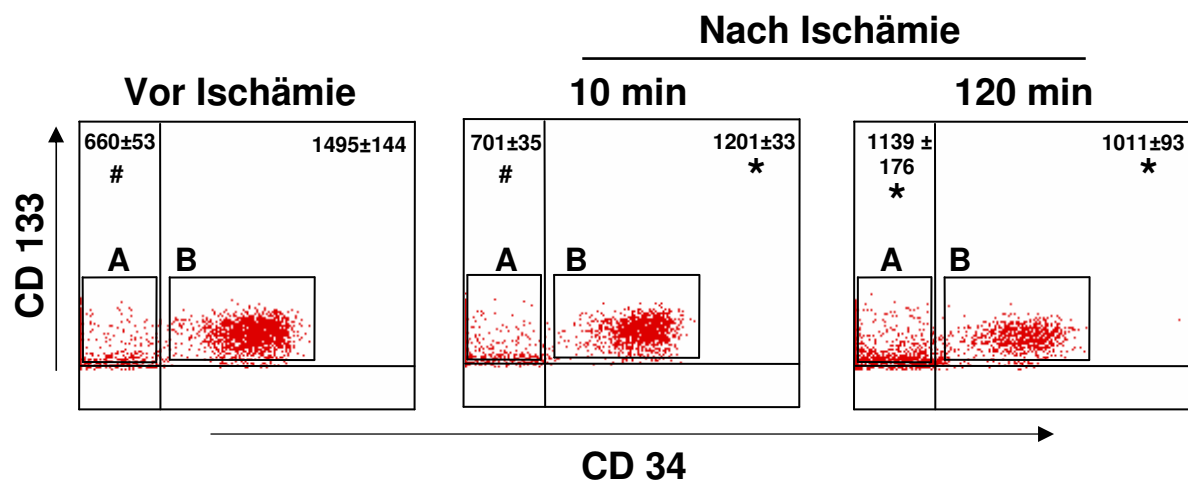 Nach Ischämie
Vor Ischämie
10 min
120 min
660±53
#
1495±144
701±35
#
1201±33
*
1139 ±
176
*
1011±93
*
A
B
A
B
A
B
CD 133
CD 34